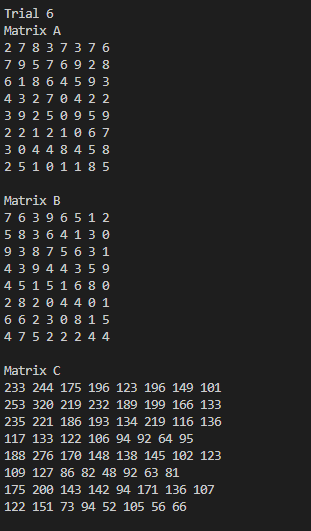 Trial 6
Matrix A
2 7 8 3 7 3 7 6
7 9 5 7 6 9 2 8
6 1 8 6 4 5 9 3
4 3 2 7 0 4 2 2
3 9 2 5 0 9 5 9
2 2 1 2 1 0 6 7
3 0 4 4 8 4 5 8
2 5 1 0 1 1 8 5

Matrix B
7 6 3 9 6 5 1 2
5 8 3 6 4 1 3 0
9 3 8 7 5 6 3 1
4 3 9 4 4 3 5 9
4 5 1 5 1 6 8 0
2 8 2 0 4 4 0 1
6 6 2 3 0 8 1 5
4 7 5 2 2 2 4 4

Matrix C
233 244 175 196 123 196 149 101
253 320 219 232 189 199 166 133
235 221 186 193 134 219 116 136
117 133 122 106 94 92 64 95
188 276 170 148 138 145 102 123
109 127 86 82 48 92 63 81
175 200 143 142 94 171 136 107
122 151 73 94 52 105 56 66